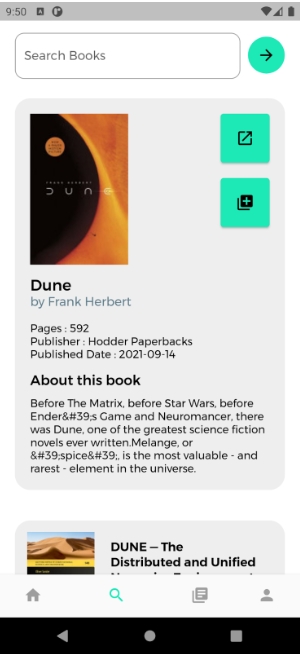 9:50
Search Books
FRANK HERBERT
DUNE
Dune
by Frank Herbert
Pages : 592
Publisher : Hodder Paperbacks
Published Date : 2021-09-14
About this book
Before The Matrix, before Star Wars, before
Ender&#39;s Game and Neuromancer, there
was Dune, one of the greatest science fiction
novels ever written.Melange, or
&#39;spice&#39;, is the most valuable - and
rarest - element in the universe.
DUNE — The
Distributed and Unified